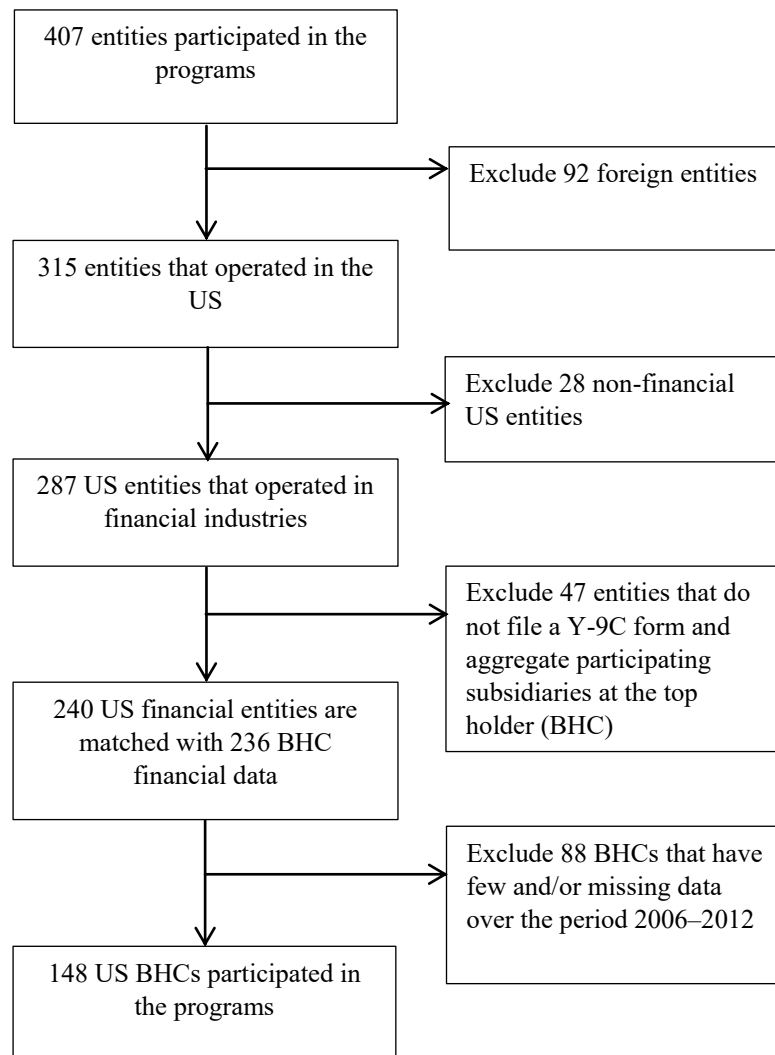 407 entities participated in the
programs
Exclude 92 foreign entities
315 entities that operated in the
US
Exclude 28 non-financial
US entities
287 US entities that operated in
financial industries
Exclude 47 entities that do
not file a Y-9C form and
aggregate participating
subsidiaries at the top
holder (BHC)
240 US financial entities are
matched with 236 BHC
financial data
Exclude 88 BHCs that have
few and/or missing data
over the period 2006–2012
148 US BHCs participated in
the programs